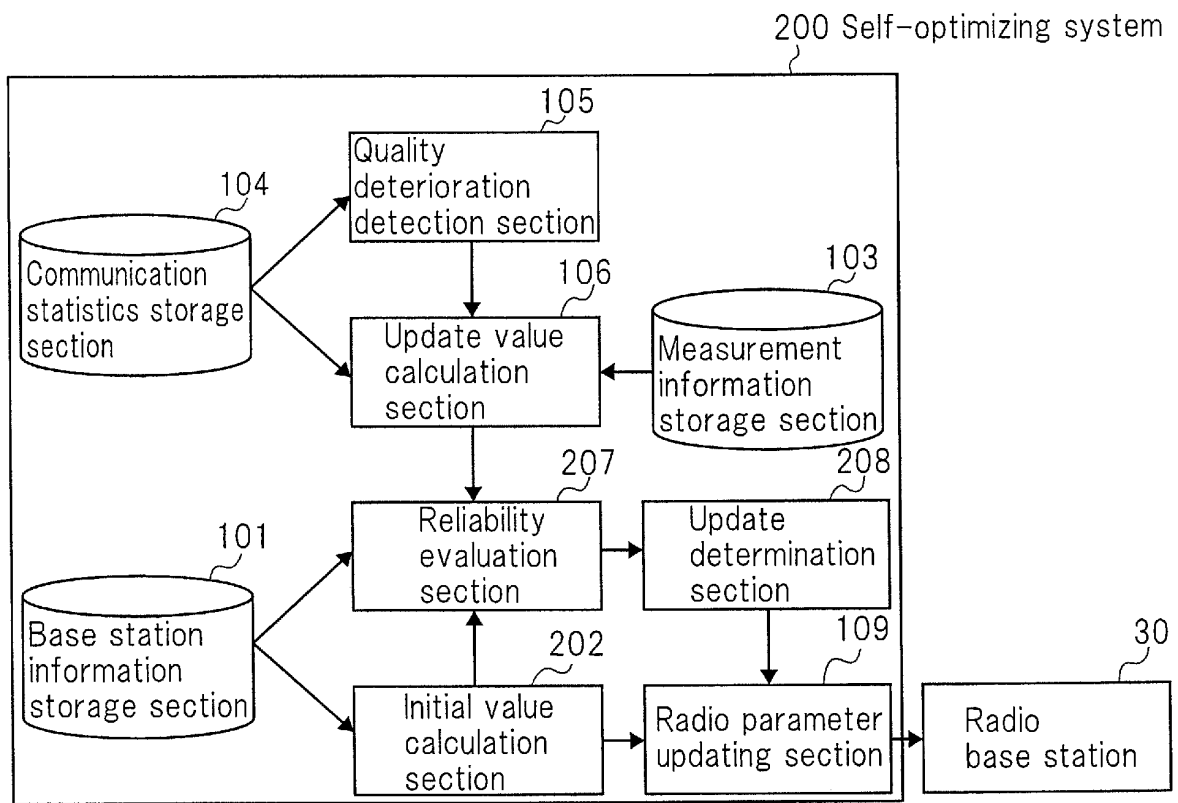 200 Self-optimizing system
105
Quality
deterioration
detection section
104
Communication
statistics storage
section
106
Update value
calculation
section
103
Measurement
information
storage section
207
Reliability
evaluation
section
208
Update
determination
section
101
Base station
information
storage section
202
Initial value
calculation
section
109
Radio parameter
updating section
30
Radio
base station